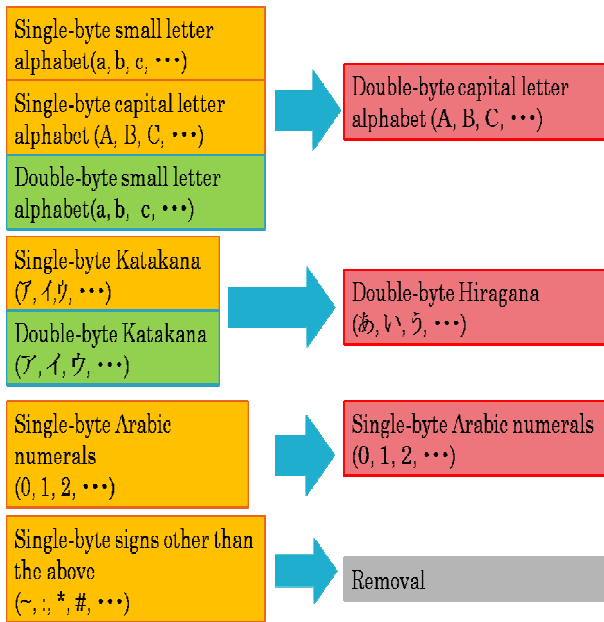 Single-byte small letter
alphabet(a, b, c, ･･･)
Single-byte capital letter
alphabet (A, B, C, ･･･)
Double-byte small letter
alphabet(a, b,  c, ･･･)
Double-byte capital letter
alphabet (A, B, C, ･･･)
Single-byte Katakana
(ア, イ,ウ, ･･･)
Double-byte Katakana
(ア, イ, ウ, ･･･)
Double-byte Hiragana
(あ, い, う, ･･･)
Single-byte Arabic
numerals
(0, 1, 2, ･･･)
Single-byte Arabic numerals
(0, 1, 2, ･･･)
Single-byte signs other than
the above
(~, :, *, #, ･･･)
Removal